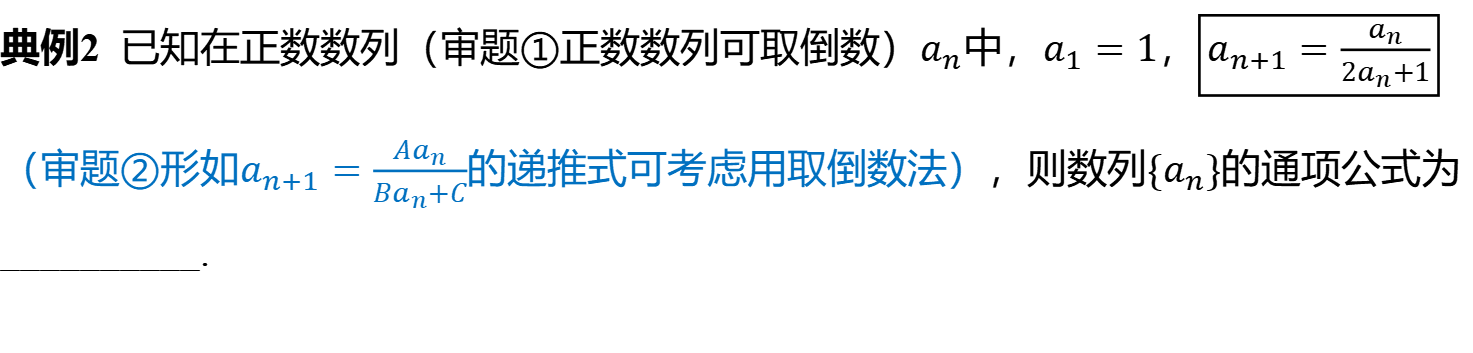 典例2 已知在正数数列（审题①正数数列可取倒数）aₙ中，a₁ = 1，aₙ₊₁ = \frac{aₙ}{2aₙ+1}
（审题②形如aₙ₊₁ = \frac{Aaₙ}{Baₙ+C}的递推式可考虑用取倒数法），则数列{aₙ}的通项公式为
__________.